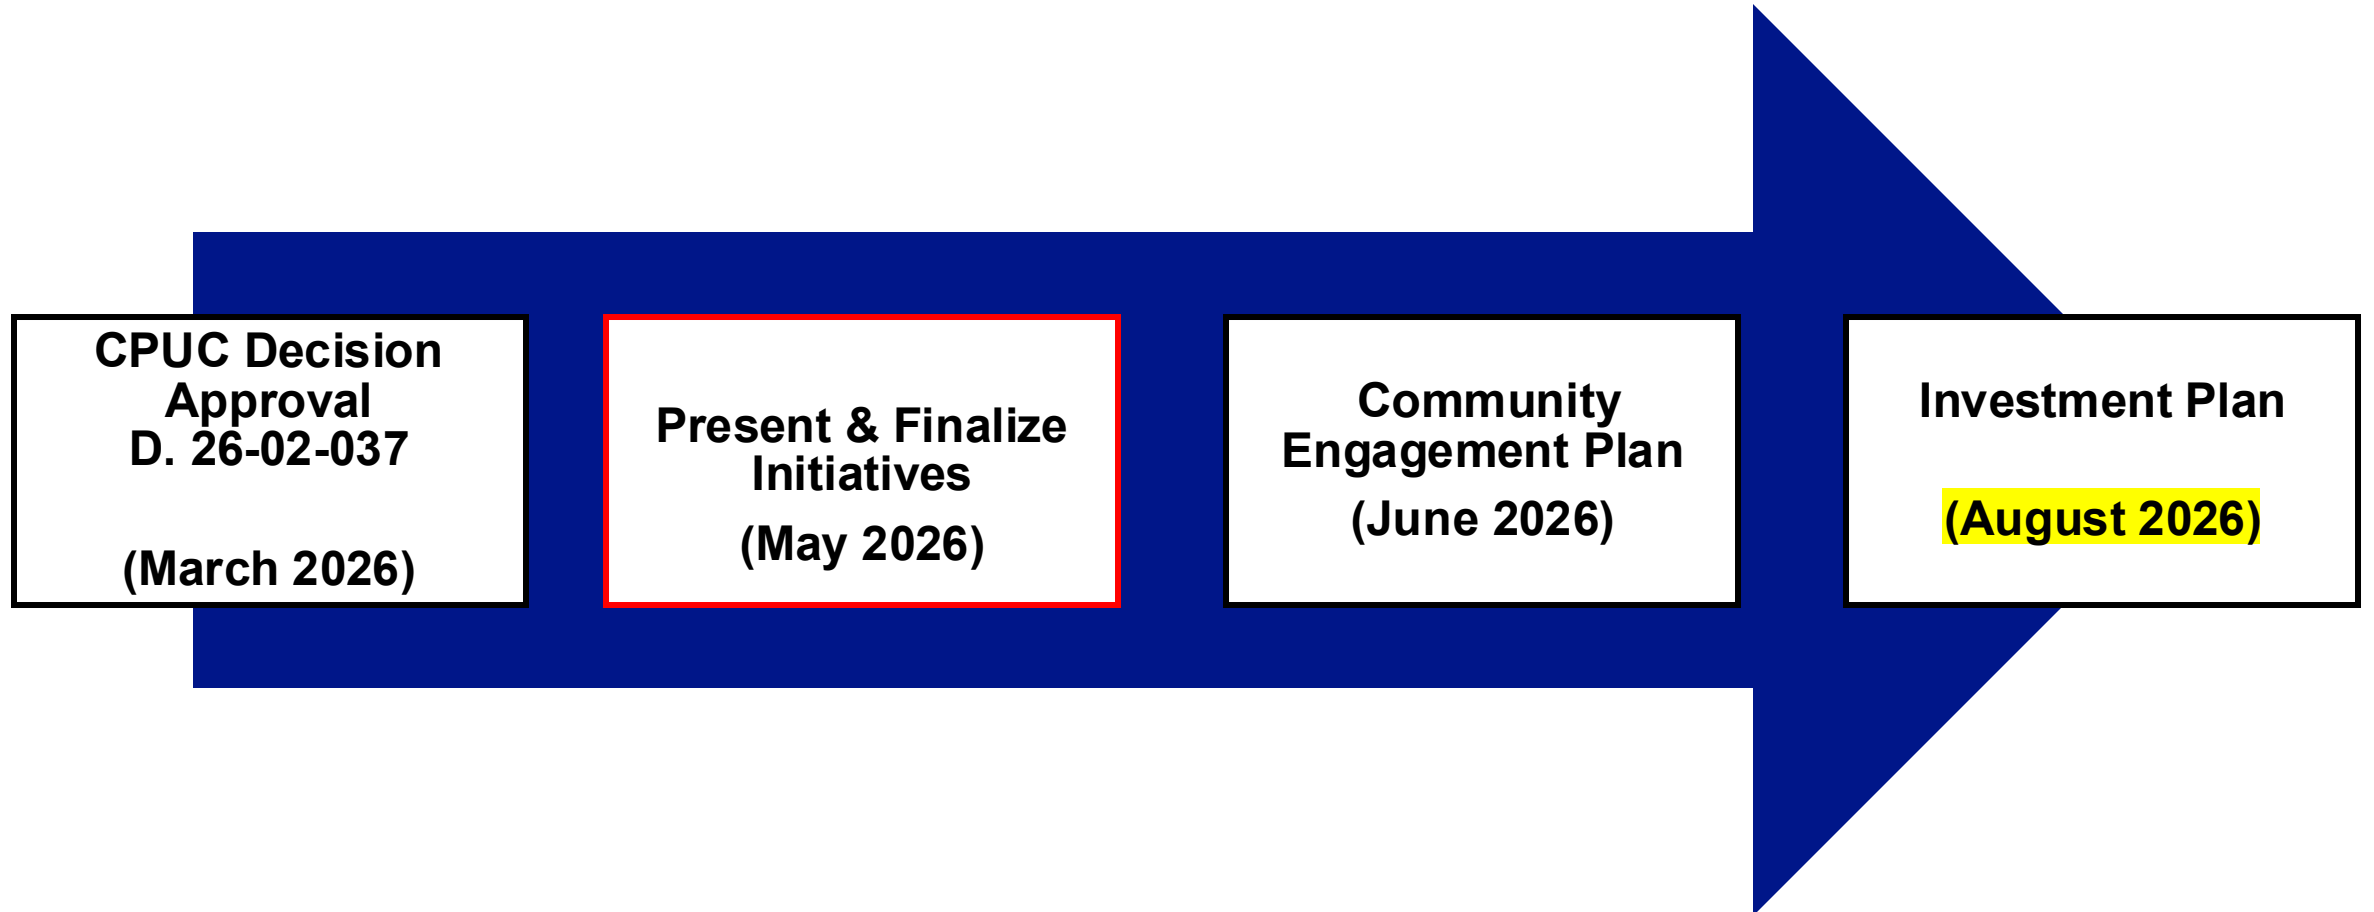 CPUC Decision
Approval
D. 26-02-037
(March 2026)
Present & Finalize
Initiatives
(May 2026)
Community
Engagement Plan
(June 2026)
Investment Plan
(August 2026)